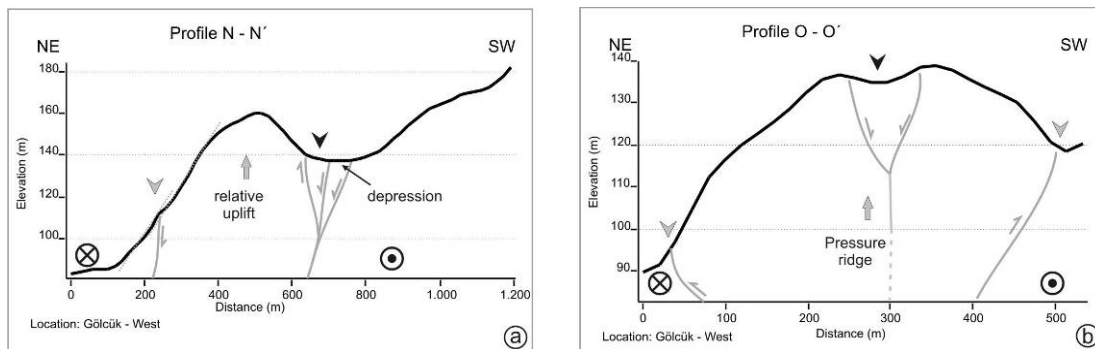 Profile N - N´
NE
SW
180
160
140
120
100
Elevation (m)
relative
uplift
depression
0
200
400
600
800
1.000
1.200
Distance (m)
Location: Gölcük - West
a
Profile O - O´
NE
SW
140
130
120
110
100
90
Elevation (m)
Pressure
ridge
0
100
200
300
400
500
Distance (m)
Location: Gölcük - West
b